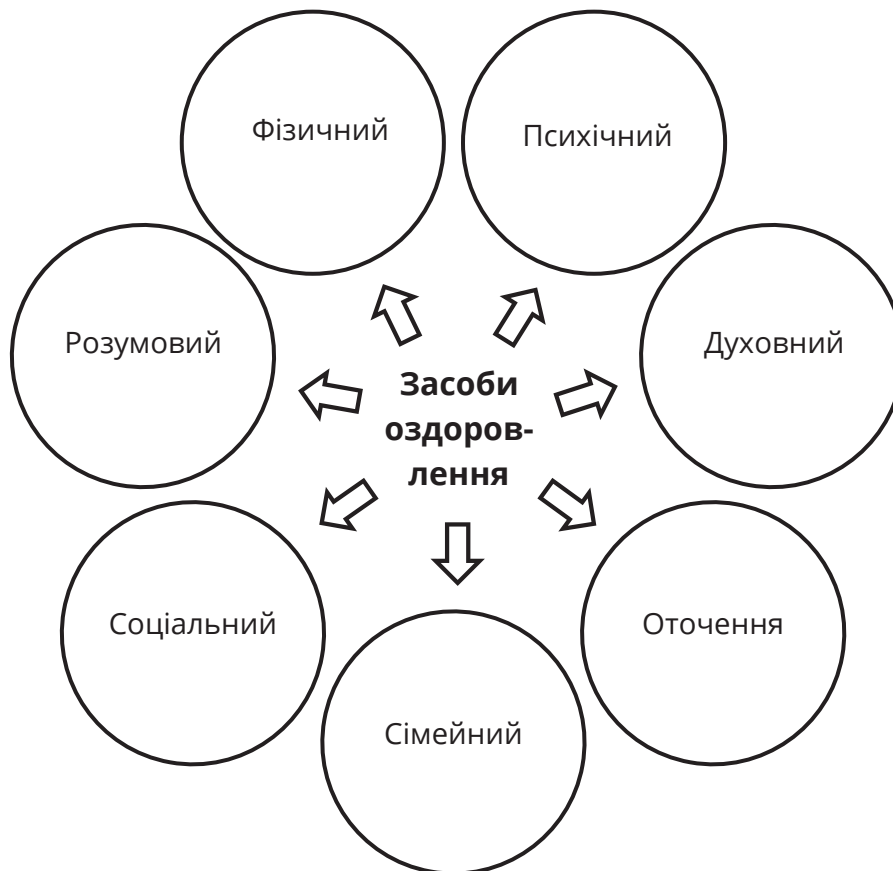 Фізичний
Психічний
Розумовий
Духовний
Засоби
оздоров-
лення
Соціальний
Оточення
Сімейний